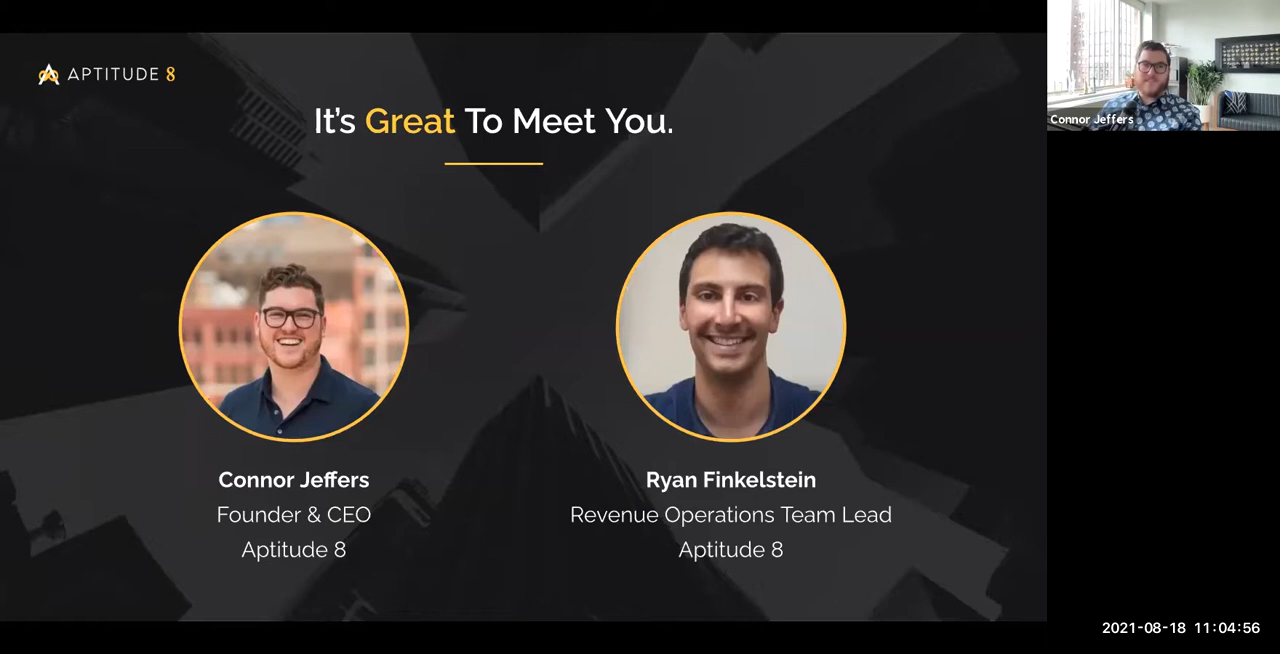 APTITUDE 8
It's Great To Meet You.
Connor Jeffers
Founder & CEO
Aptitude 8
Ryan Finkelstein
Revenue Operations Team Lead
Aptitude 8
Connor Jeffers
2021-08-18 11:04:56